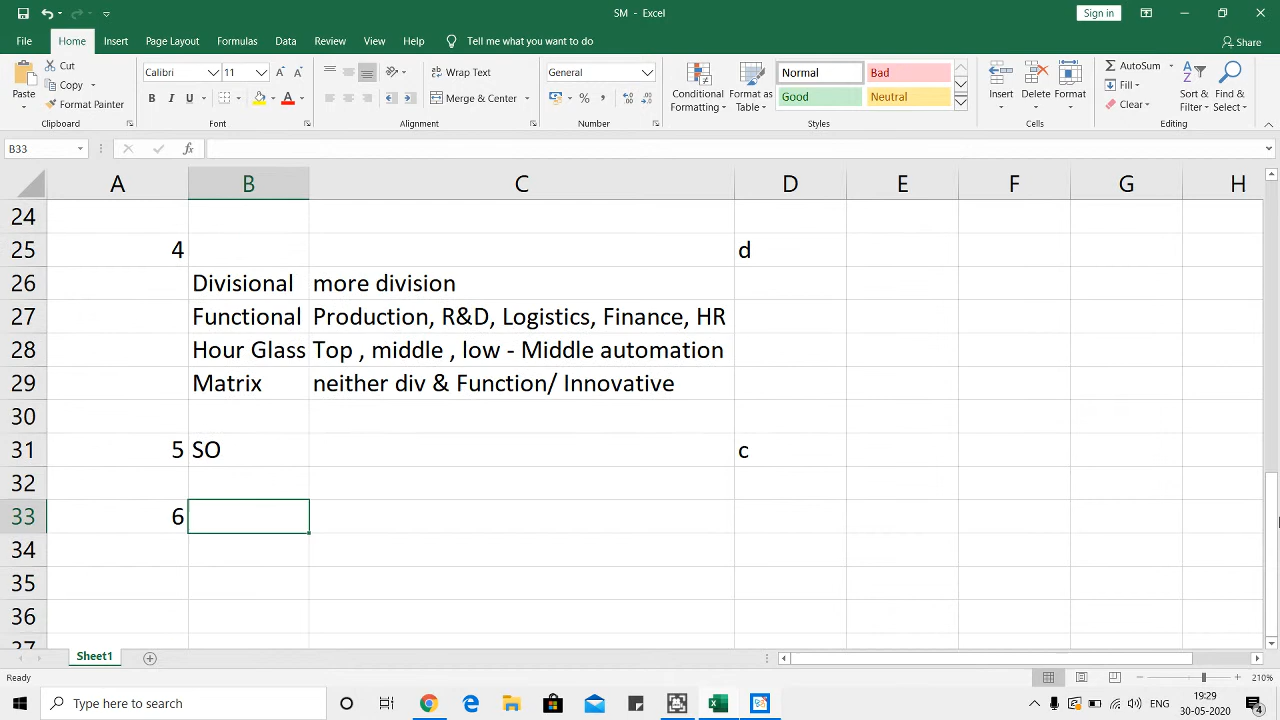 SM - Excel
Sign in
File Home Insert Page Layout Formulas Data Review View Help Tell me what you want to do Share
Paste
Cut
Copy
Format Painter
Clipboard
Calibri 11
B I U
Font
Wrap Text
Merge & Center
Alignment
General
Number
Conditional Formatting
Format as Table
Normal Bad
Good Neutral
Styles
Insert Delete Format
Cells
AutoSum
Fill
Clear
Sort & Filter
Find & Select
Editing
B33 fx
A B C D E F G H
24
25 4 d
26 Divisional more division
27 Functional Production, R&D, Logistics, Finance, HR
28 Hour Glass Top , middle , low - Middle automation
29 Matrix neither div & Function/ Innovative
30
31 5 SO c
32
33 6
34
35
36
37
Sheet1
Ready 210%
Type here to search
ENG
19:29
30-05-2020
4